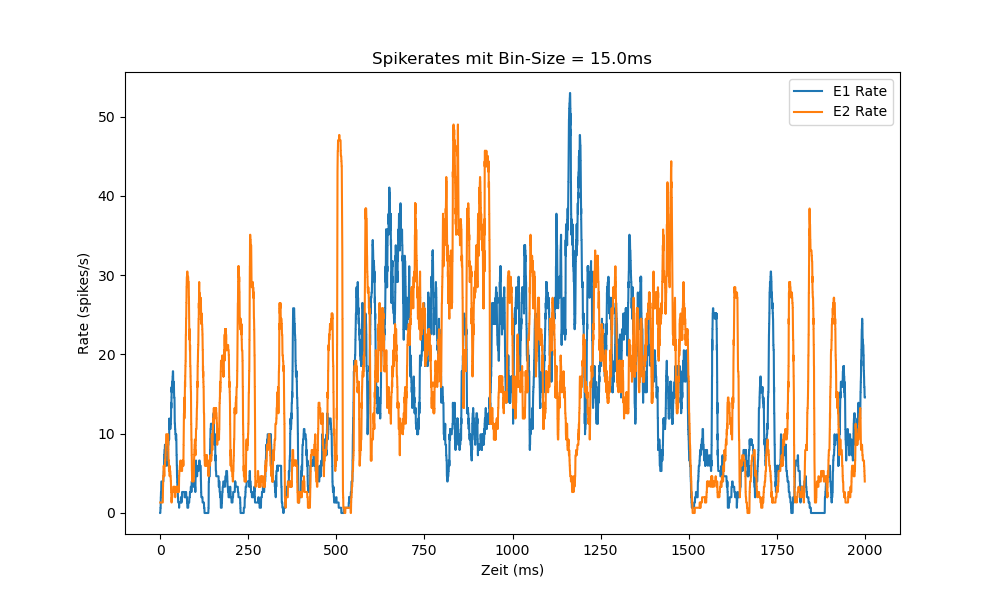 Spikerates mit Bin-Size = 15.0ms
E1 Rate
E2 Rate
50
40
30
20
10
0
Rate (spikes/s)
0 250 500 750 1000 1250 1500 1750 2000
Zeit (ms)